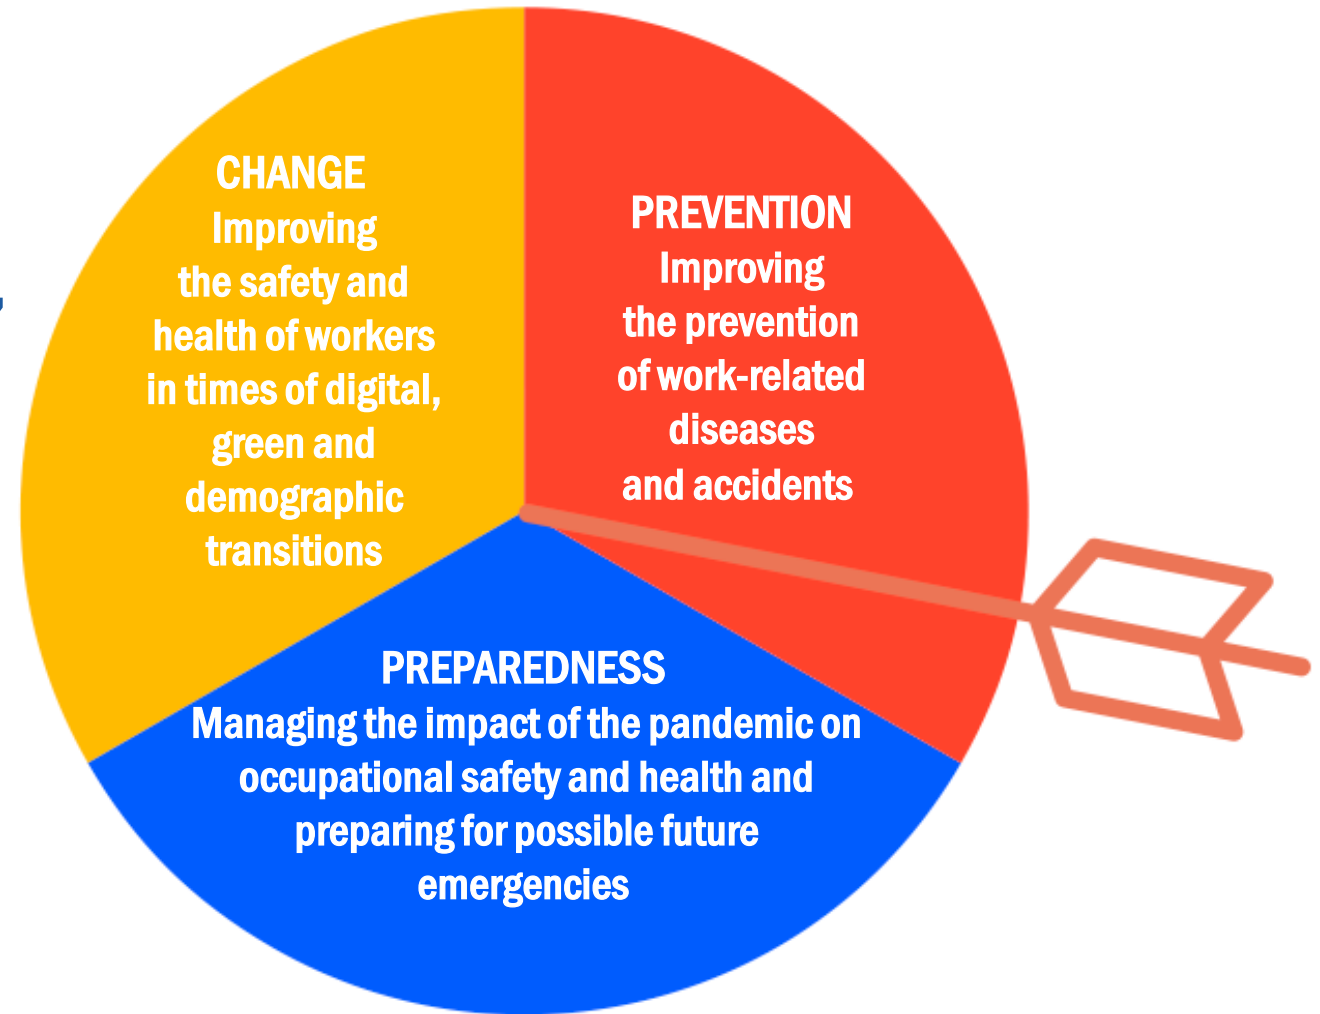 CHANGE
Improving
the safety and
health of workers
in times of digital,
green and
demographic
transitions
PREVENTION
Improving
the prevention
of work-related
diseases
and accidents
PREPAREDNESS
Managing the impact of the pandemic on
occupational safety and health and
preparing for possible future
emergencies